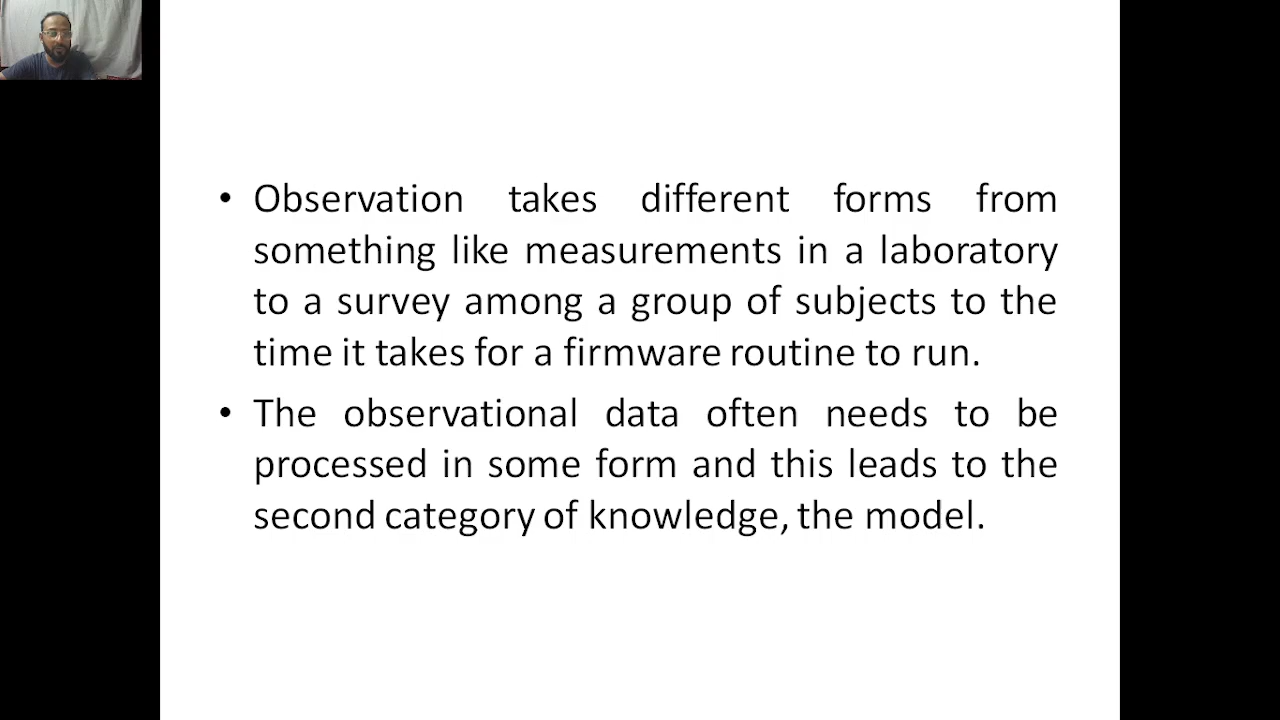 • Observation takes different forms from
something like measurements in a laboratory
to a survey among a group of subjects to the
time it takes for a firmware routine to run.
• The observational data often needs to be
processed in some form and this leads to the
second category of knowledge, the model.